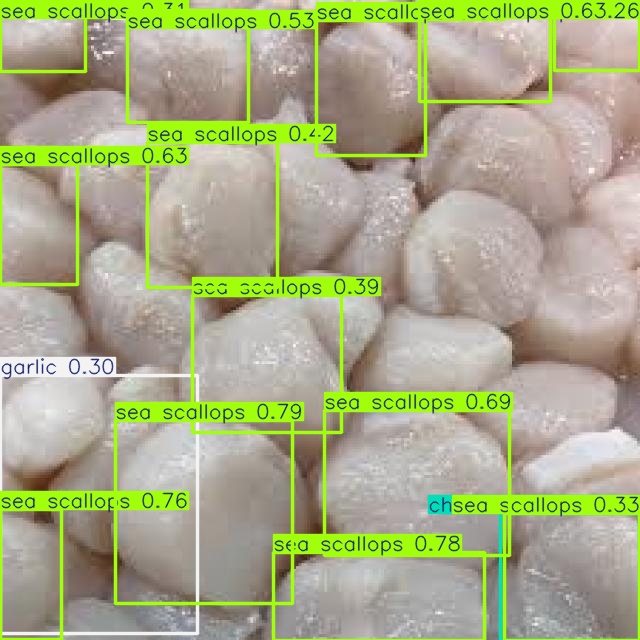 sea scallops 0.31
sea scallops 0.53
sea scallo
sea scallops 0.63.26
sea scallops 0.42
sea scallops 0.63
sea scallops 0.39
garlic 0.30
sea scallops 0.79
sea scallops 0.69
sea scallops 0.76
ch
sea scallops 0.33
sea scallops 0.78